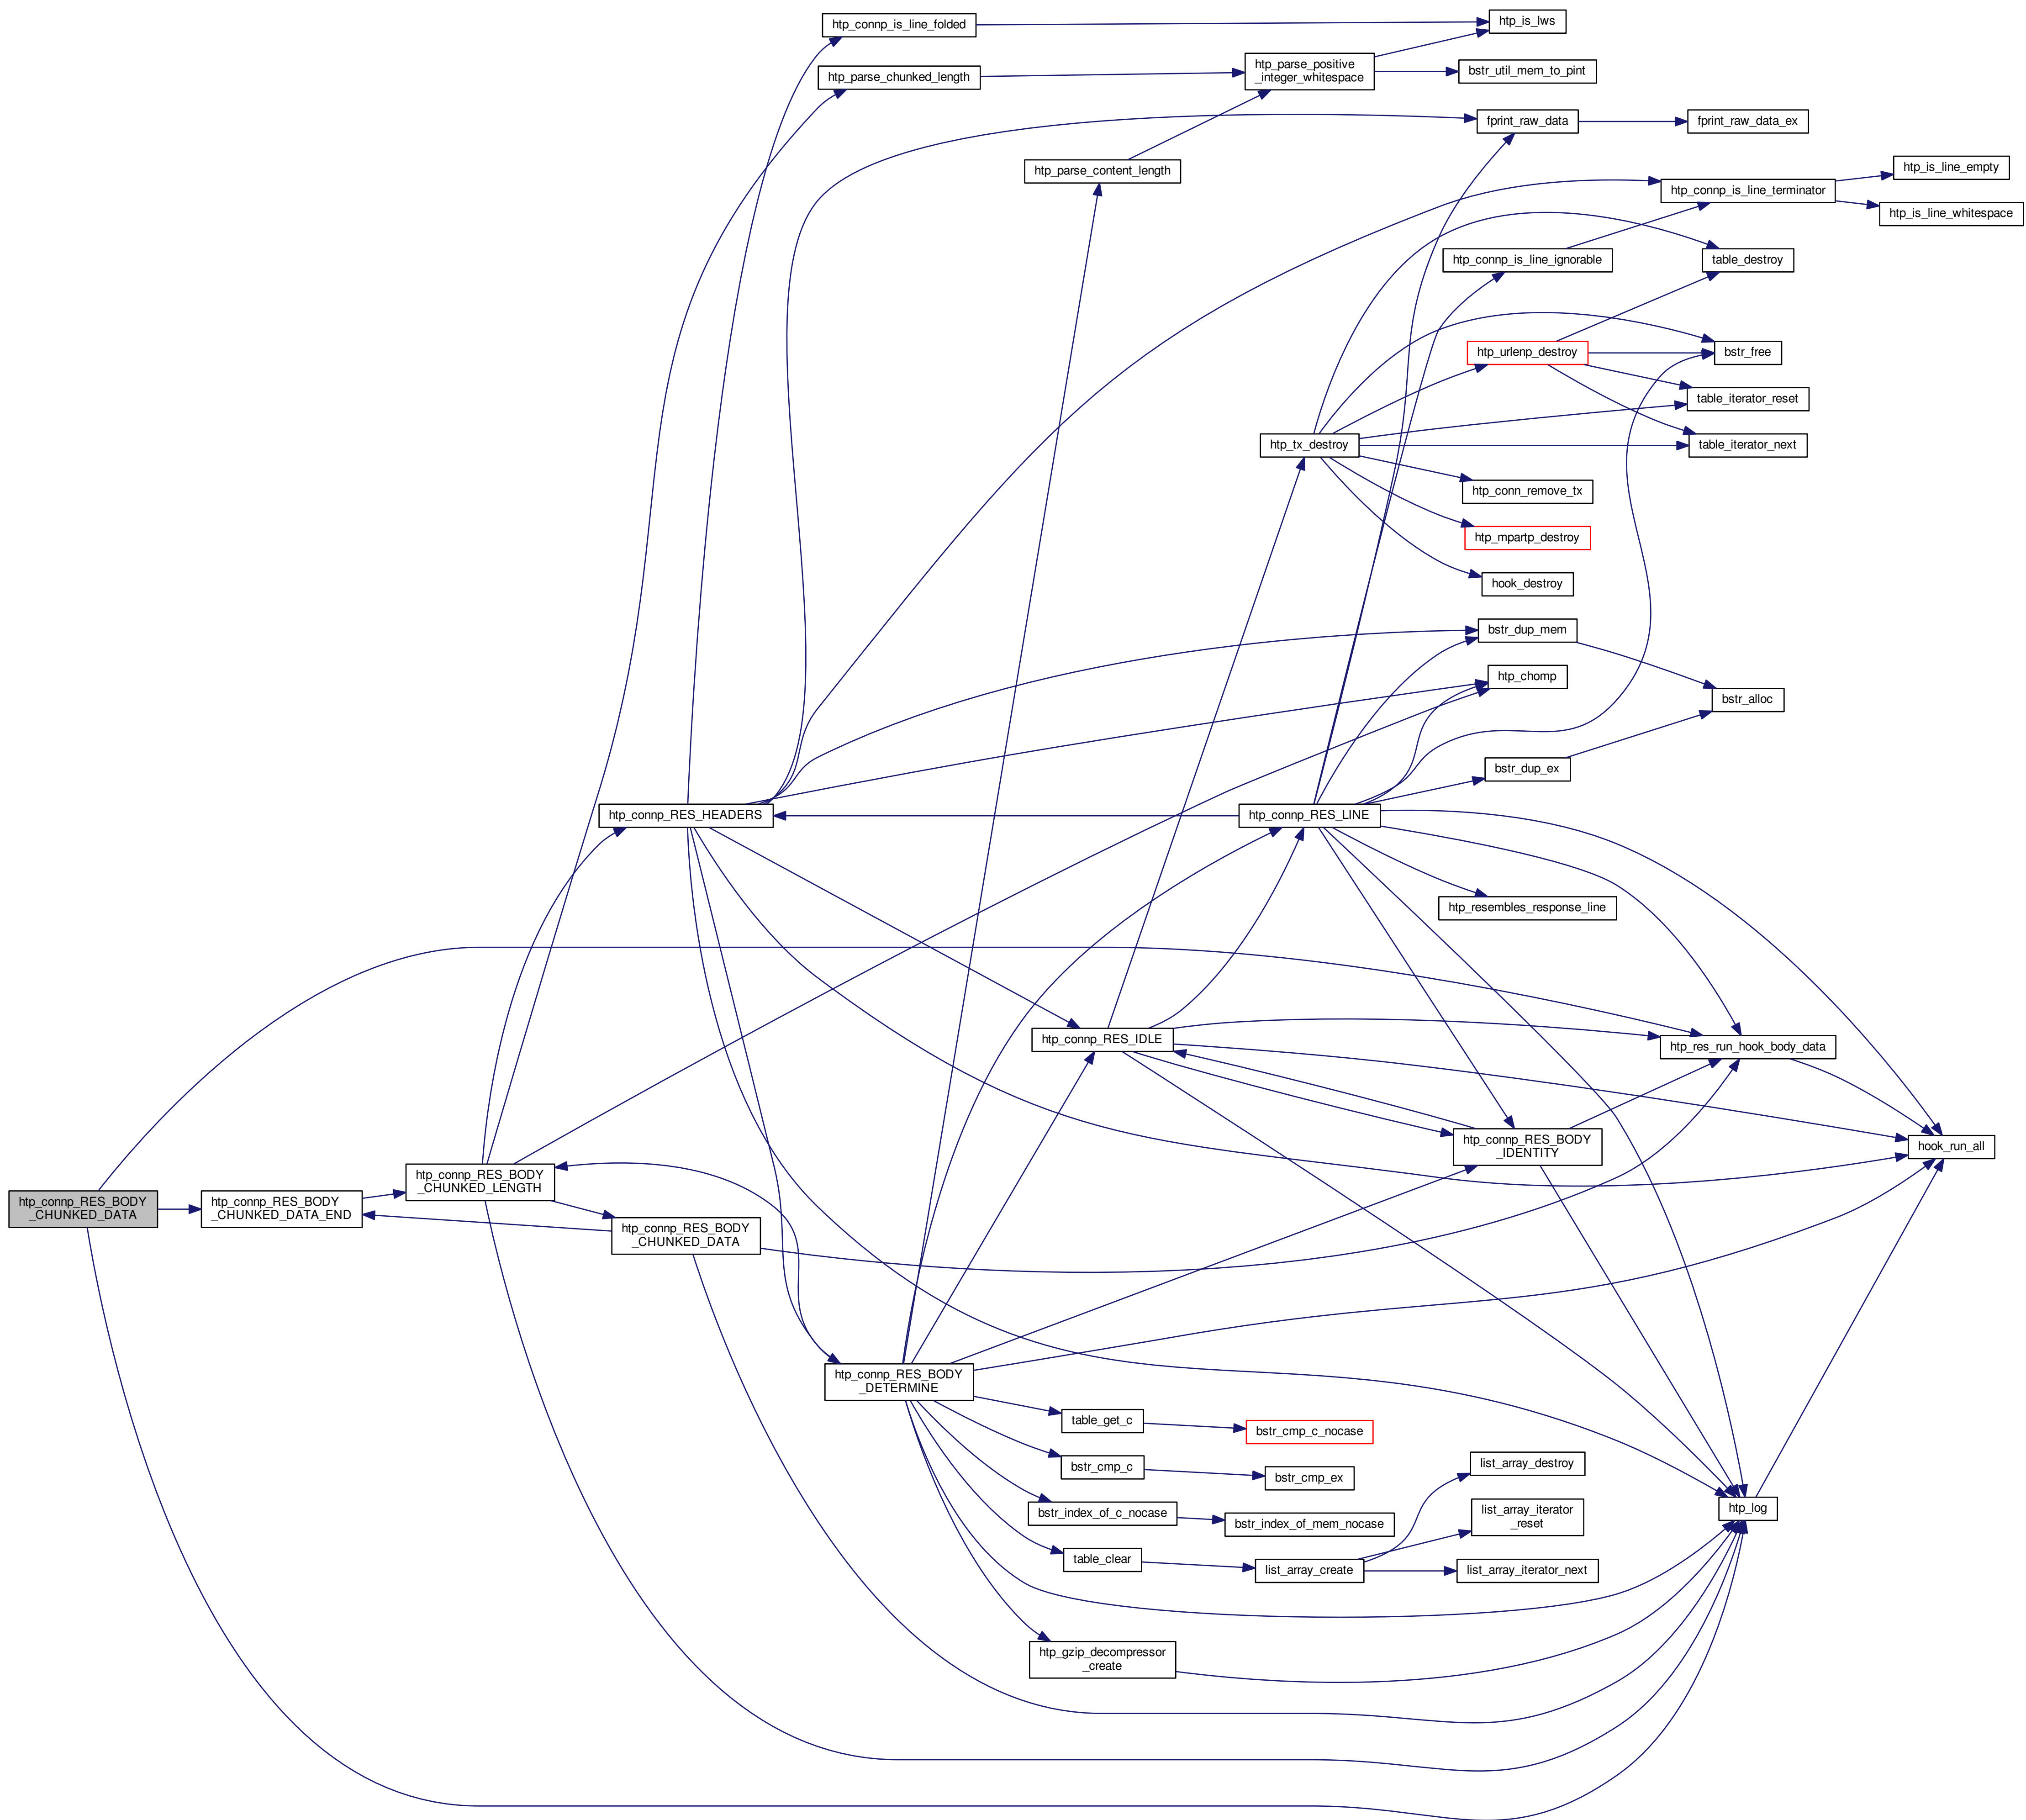 htp_connp_is_line_folded
htp_is_lws
htp_parse_chunked_length
htp_parse_positive
_integer_whitespace
bstr_util_mem_to_pint
fprint_raw_data
fprint_raw_data_ex
htp_parse_content_length
htp_is_line_empty
htp_connp_is_line_terminator
htp_is_line_whitespace
htp_connp_is_line_ignorable
table_destroy
htp_urlenp_destroy
bstr_free
table_iterator_reset
htp_tx_destroy
table_iterator_next
htp_conn_remove_tx
htp_mpartp_destroy
hook_destroy
bstr_dup_mem
htp_chomp
bstr_alloc
bstr_dup_ex
htp_connp_RES_HEADERS
htp_connp_RES_LINE
htp_resembles_response_line
htp_connp_RES_IDLE
htp_res_run_hook_body_data
htp_connp_RES_BODY
_IDENTITY
hook_run_all
htp_connp_RES_BODY
_CHUNKED_DATA
htp_connp_RES_BODY
_CHUNKED_DATA_END
htp_connp_RES_BODY
_CHUNKED_LENGTH
htp_connp_RES_BODY
_CHUNKED_DATA
htp_connp_RES_BODY
_DETERMINE
table_get_c
bstr_cmp_c_nocase
bstr_cmp_c
bstr_cmp_ex
list_array_destroy
bstr_index_of_c_nocase
bstr_index_of_mem_nocase
list_array_iterator
_reset
htp_log
table_clear
list_array_create
list_array_iterator_next
htp_gzip_decompressor
_create